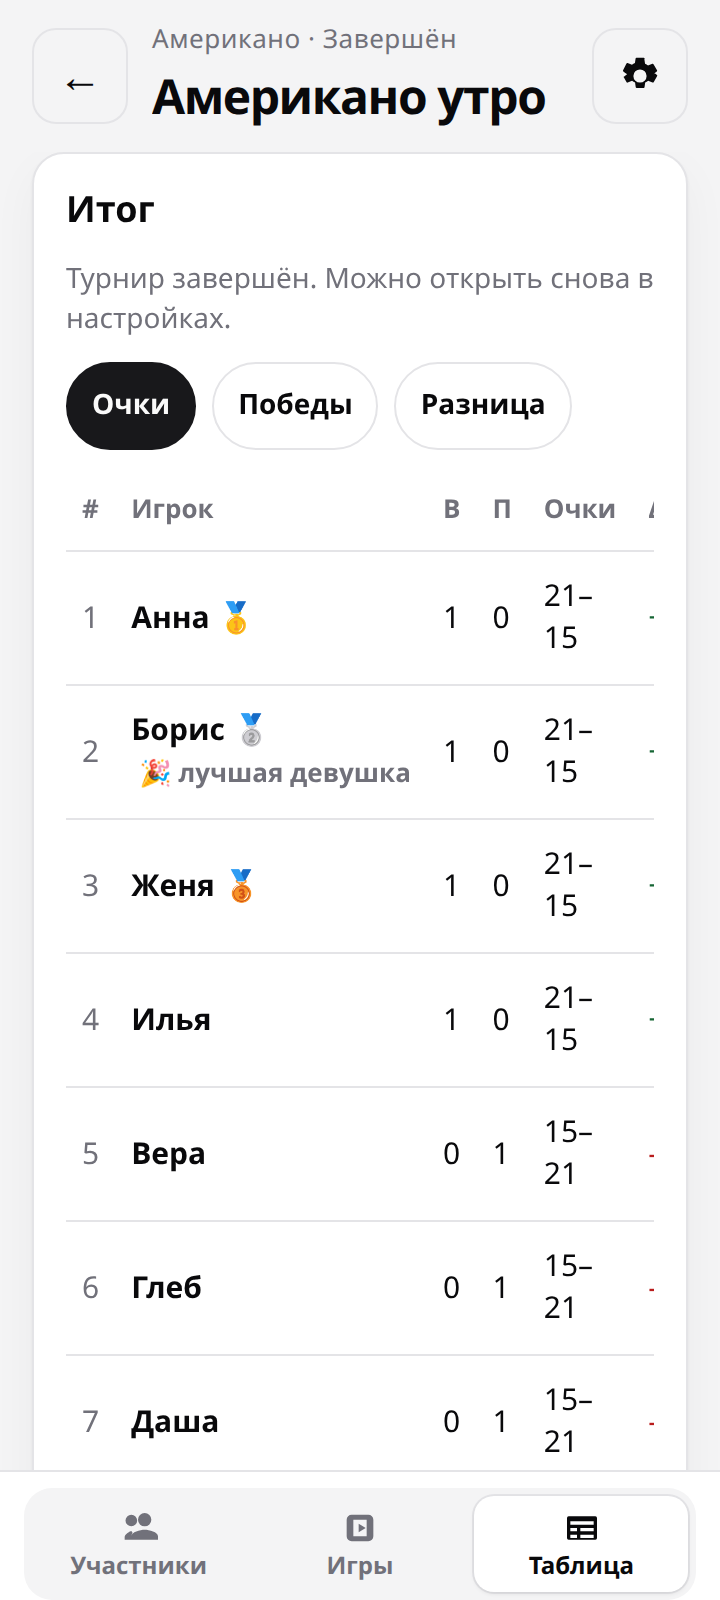 Американо · Завершён
←
Американо утро
Итог
Турнир завершён. Можно открыть снова в
настройках.
Очки Победы Разница
# Игрок В П Очки
1 Анна 🥇 1 0 21–
15
2 Борис 🥈 1 0 21–
15
🎉 лучшая девушка
3 Женя 🥉 1 0 21–
15
4 Илья 1 0 21–
15
5 Вера 0 1 15–
21
6 Глеб 0 1 15–
21
7 Даша 0 1 15–
21
Участники Игры Таблица